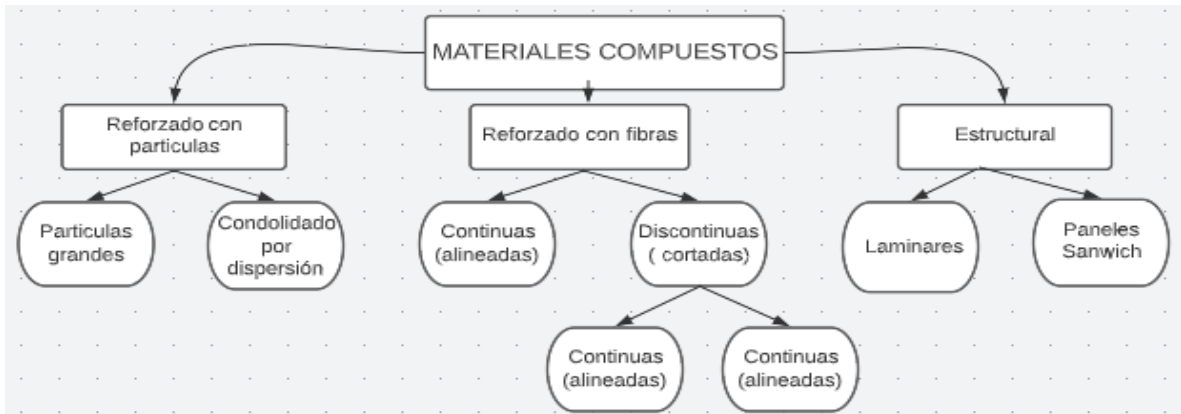 MATERIALES COMPUESTOS
Reforzado con
particulas
Reforzado con fibras
Estructural
Particulas
grandes
Condolidado
por
dispersión
Continuas
(alineadas)
Discontinuas
( cortadas)
Laminares
Paneles
Sanwich
Continuas
(alineadas)
Continuas
(alineadas)